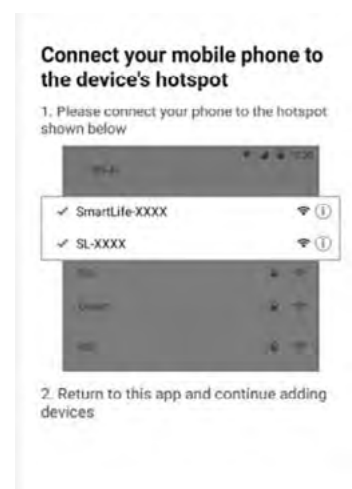 Connect your mobile phone to
the device's hotspot
1. Please connect your phone to the hotspot
shown below
SmartLife-XXXX
SL-XXXX
2. Return to this app and continue adding
devices